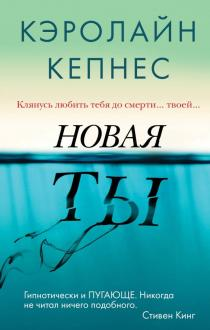 КЭРОЛАЙН
КЕПНЕС
Клянусь любить тебя до смерти... твоей...
НОВАЯ
ТЫ
Гипнотически и ПУГАЮЩЕ. Никогда
не читал ничего подобного.
Стивен Кинг